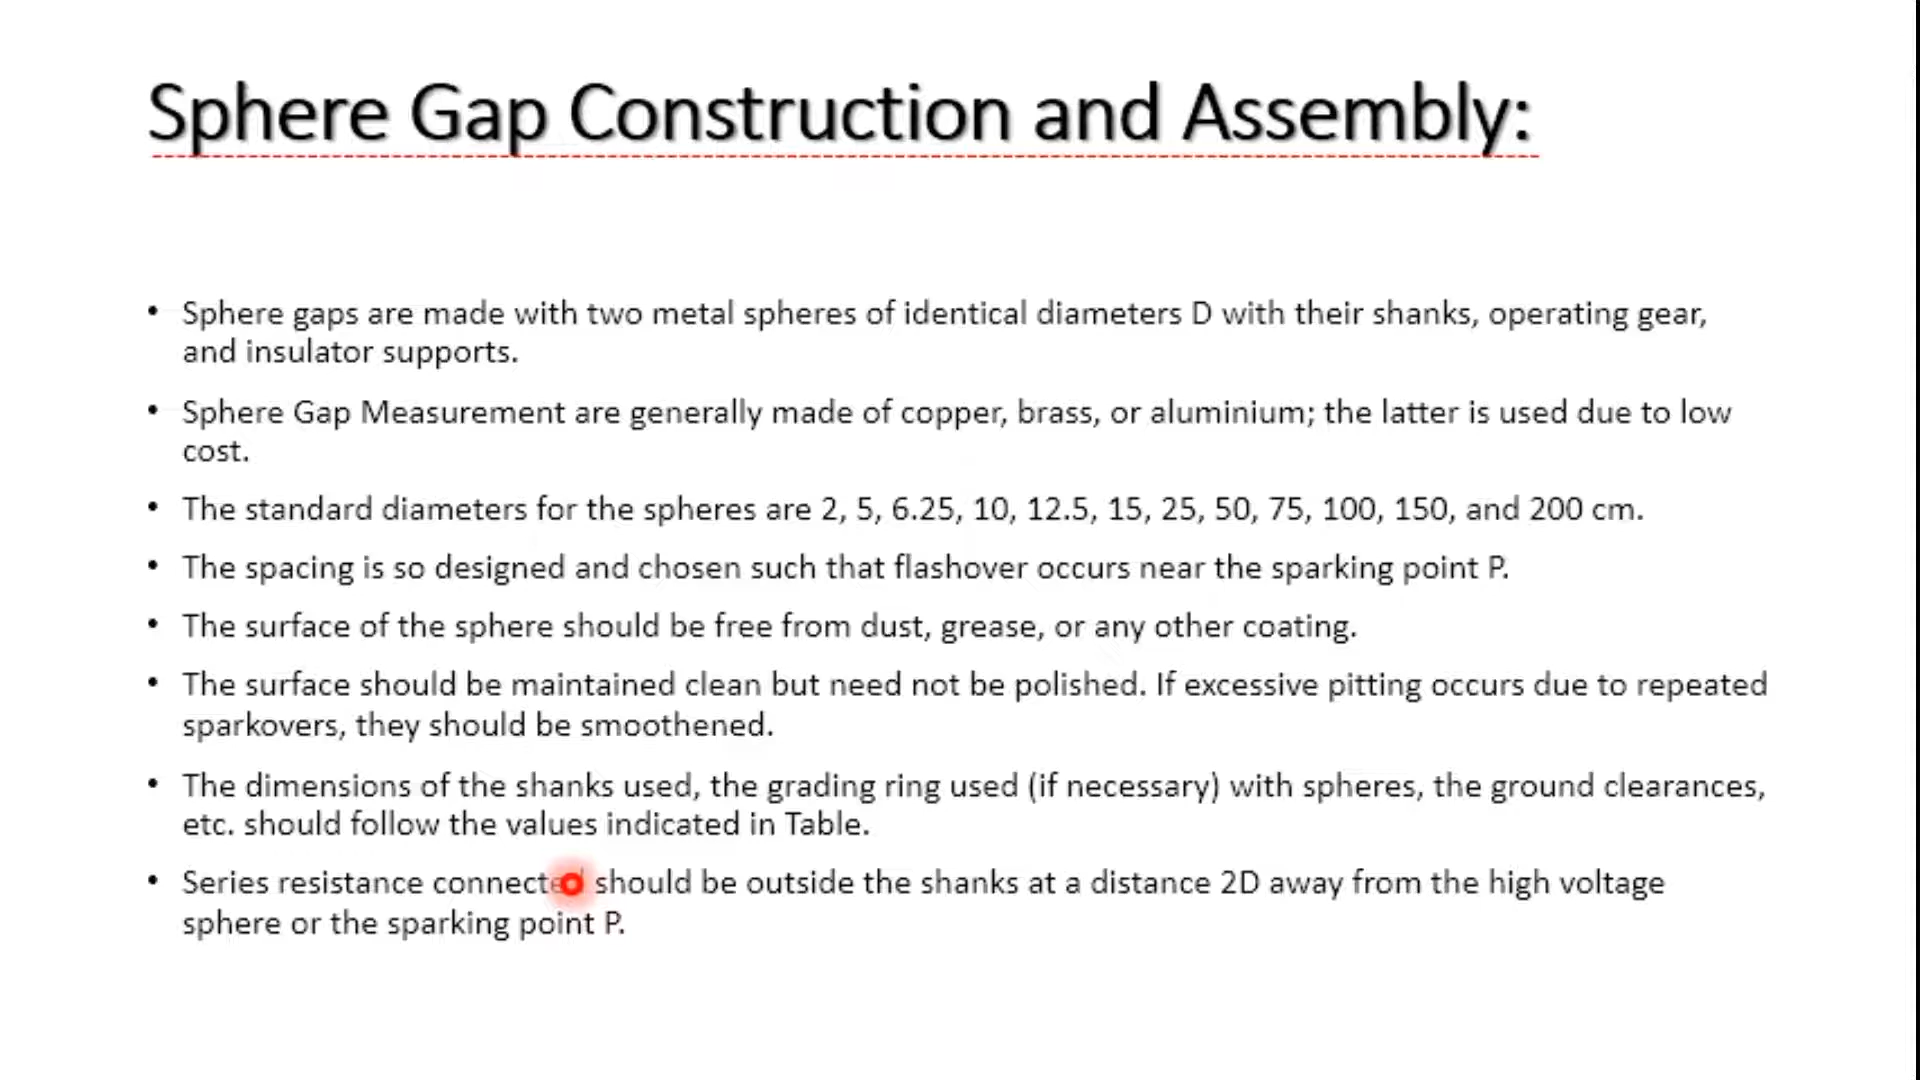 Sphere Gap Construction and Assembly:
• Sphere gaps are made with two metal spheres of identical diameters D with their shanks, operating gear,
and insulator supports.
• Sphere Gap Measurement are generally made of copper, brass, or aluminium; the latter is used due to low
cost.
• The standard diameters for the spheres are 2, 5, 6.25, 10, 12.5, 15, 25, 50, 75, 100, 150, and 200 cm.
• The spacing is so designed and chosen such that flashover occurs near the sparking point P.
• The surface of the sphere should be free from dust, grease, or any other coating.
• The surface should be maintained clean but need not be polished. If excessive pitting occurs due to repeated
sparkovers, they should be smoothened.
• The dimensions of the shanks used, the grading ring used (if necessary) with spheres, the ground clearances,
etc. should follow the values indicated in Table.
• Series resistance connected should be outside the shanks at a distance 2D away from the high voltage
sphere or the sparking point P.